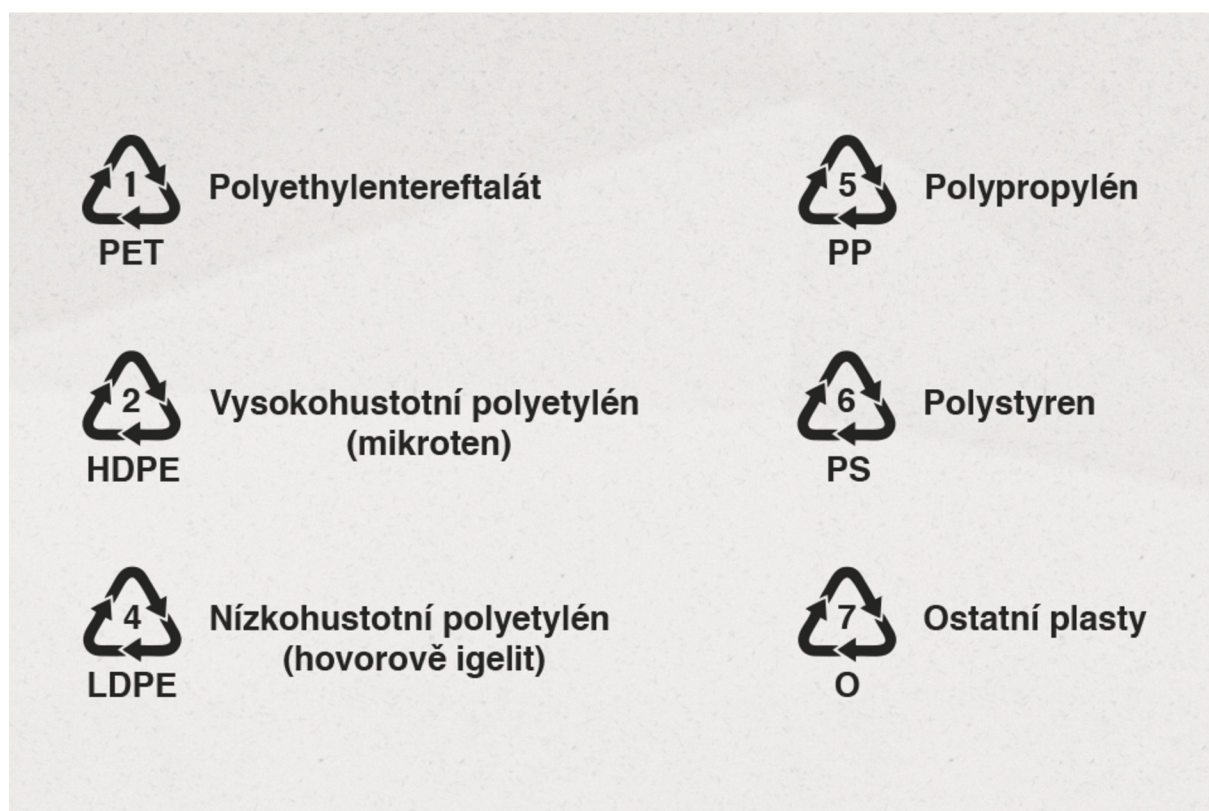 1
PET
Polyethylentereftalát
2
HDPE
Vysokohustotní polyetylén
(mikroten)
4
LDPE
Nízkohustotní polyetylén
(hovorově igelit)
5
PP
Polypropylén
6
PS
Polystyren
7
O
Ostatní plasty